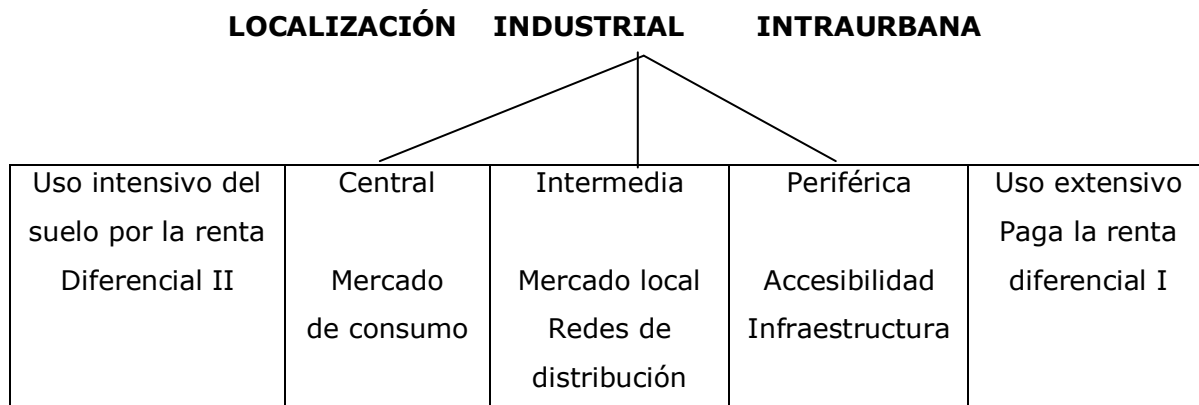 LOCALIZACIÓN INDUSTRIAL INTRAURBANA
Uso intensivo del
suelo por la renta
Diferencial II
Central
Mercado
de consumo
Intermedia
Mercado local
Redes de
distribución
Periférica
Accesibilidad
Infraestructura
Uso extensivo
Paga la renta
diferencial I